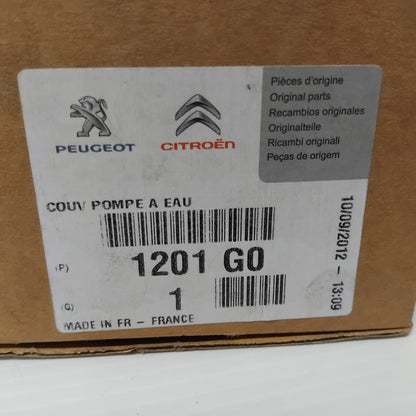 PEUGEOT
CITROËN
Pièces d'origine
Original parts
Recambios originales
Originalteile
Ricambi originali
Peças de origem
COUV POMPE A EAU
(P) 1201 G0
(Q) 1
MADE IN FR - FRANCE
10/09/2012 - 13:09